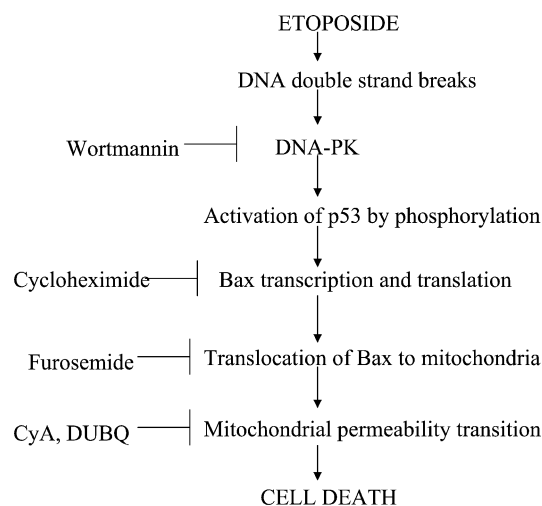 ETOPOSIDE
DNA double strand breaks
Wortmannin
DNA-PK
Activation of p53 by phosphorylation
Cycloheximide
Bax transcription and translation
Furosemide
Translocation of Bax to mitochondria
CyA, DUBQ
Mitochondrial permeability transition
CELL DEATH